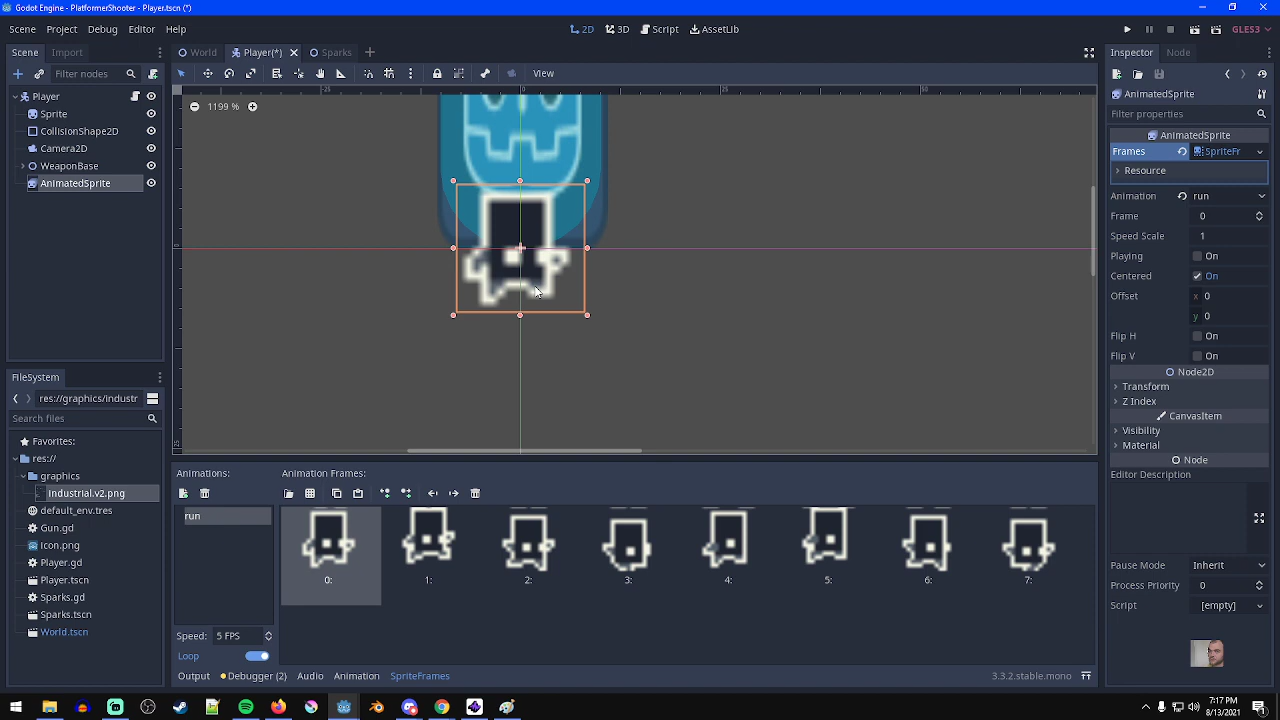 Godot Engine - PlatformerShooter - Player.tscn (*)
Scene Project Debug Editor Help
2D 3D Script AssetLib
GLES3
Scene Import
World Player(*) Sparks
Inspector Node
Filter nodes
View
AnimatedSprite
Filter properties
Player
Sprite
CollisionShape2D
Camera2D
WeaponBase
AnimatedSprite
1199 %
-25 0 25 50
AnimatedSprite
Frames SpriteFr
Resource
Animation run
Frame 0
Speed Scale 1
Playing On
Centered On
Offset x 0
y 0
Flip H On
Flip V On
Node2D
Transform
Z Index
CanvasItem
Visibility
Material
Node
Editor Description
Pause Mode Inherit
Process Priority 0
Script [empty]
FileSystem
res://graphics/industr
Search files
Favorites:
res://
graphics
industrial.v2.png
default_env.tres
Gun.gd
Icon.png
Player.gd
Player.tscn
Sparks.gd
Sparks.tscn
World.tscn
0
25
Animations: Animation Frames:
run
0: 1: 2: 3: 4: 5: 6: 7:
Speed: 5 FPS
Loop
Output Debugger (2) Audio Animation SpriteFrames 3.3.2.stable.mono
7:17 PM
8/13/2021